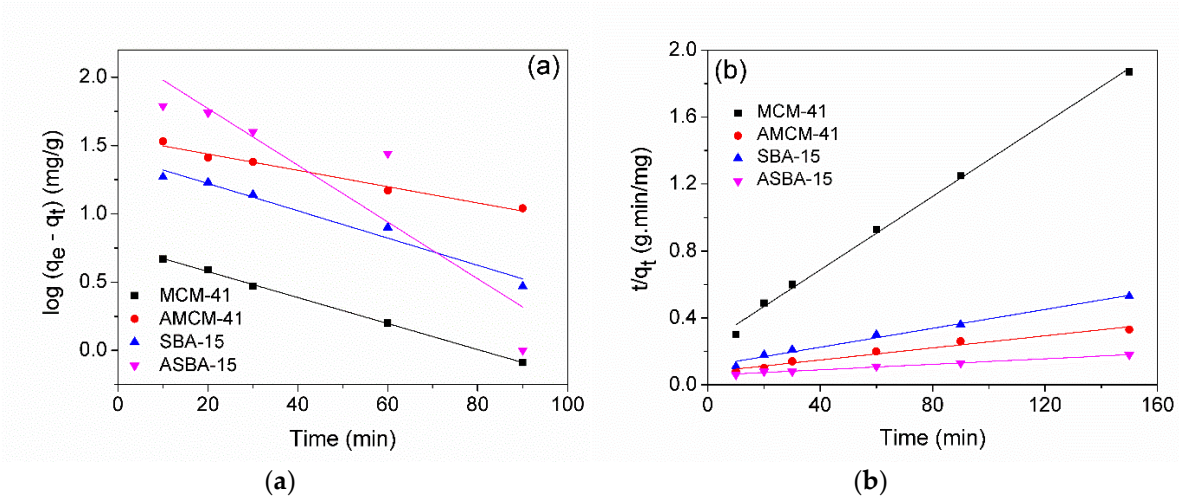 (a)
2.0
1.5
1.0
0.5
0.0
log (qe - qt) (mg/g)
MCM-41
AMCM-41
SBA-15
ASBA-15
0 20 40 60 80 100
Time (min)
(a)
(b)
2.0
1.6
1.2
0.8
0.4
0.0
t/qt (g.min/mg)
MCM-41
AMCM-41
SBA-15
ASBA-15
0 40 80 120 160
Time (min)
(b)